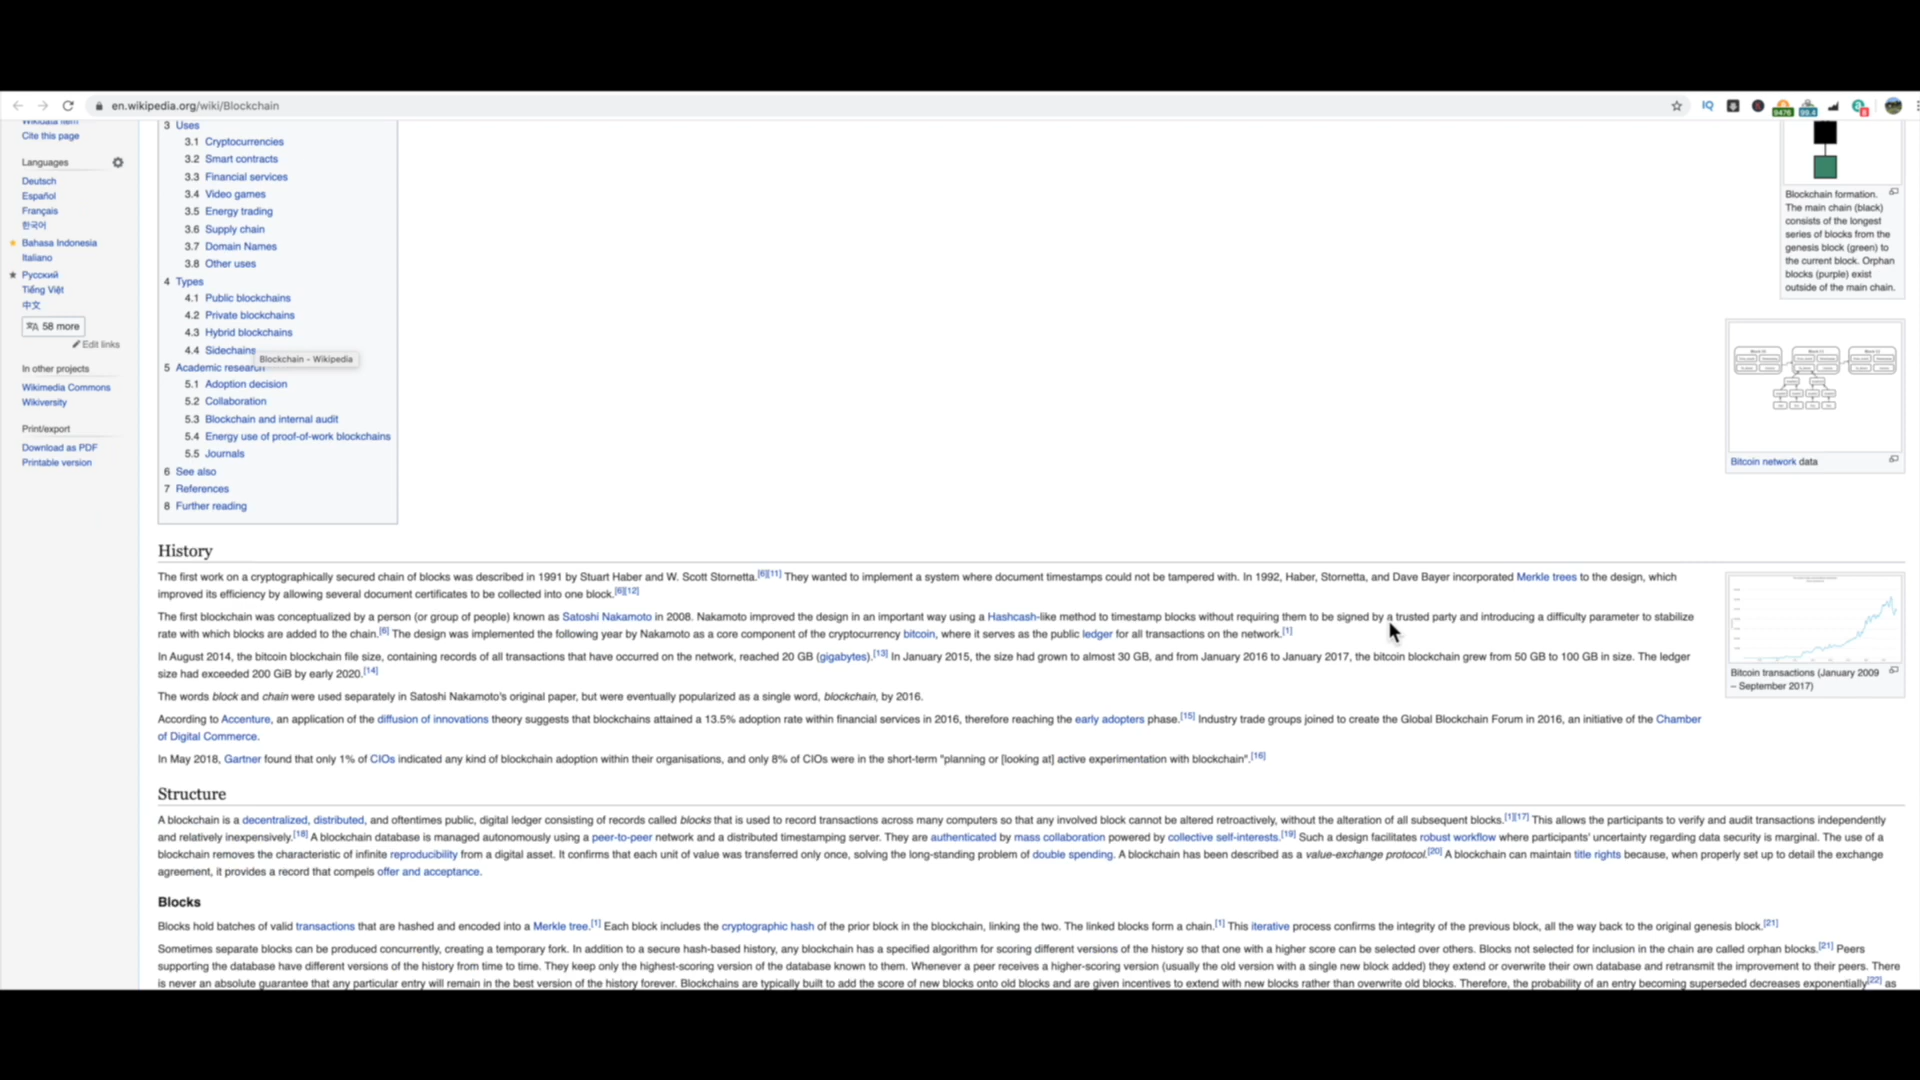 en.wikipedia.org/wiki/Blockchain
IQ
9476
99.4
8
Wikidata item
Cite this page
Languages
Deutsch
Español
Français
한국어
Bahasa Indonesia
Italiano
Русский
Tiếng Việt
中文
58 more
Edit links
In other projects
Wikimedia Commons
Wikiversity
Print/export
Download as PDF
Printable version
3 Uses
3.1 Cryptocurrencies
3.2 Smart contracts
3.3 Financial services
3.4 Video games
3.5 Energy trading
3.6 Supply chain
3.7 Domain Names
3.8 Other uses
4 Types
4.1 Public blockchains
4.2 Private blockchains
4.3 Hybrid blockchains
4.4 Sidechains
Blockchain - Wikipedia
5 Academic research
5.1 Adoption decision
5.2 Collaboration
5.3 Blockchain and internal audit
5.4 Energy use of proof-of-work blockchains
5.5 Journals
6 See also
7 References
8 Further reading
Blockchain formation.
The main chain (black)
consists of the longest
series of blocks from the
genesis block (green) to
the current block. Orphan
blocks (purple) exist
outside of the main chain.
Bitcoin network data
History
The first work on a cryptographically secured chain of blocks was described in 1991 by Stuart Haber and W. Scott Stornetta.[6][11] They wanted to implement a system where document timestamps could not be tampered with. In 1992, Haber, Stornetta, and Dave Bayer incorporated Merkle trees to the design, which
improved its efficiency by allowing several document certificates to be collected into one block.[6][12]
The first blockchain was conceptualized by a person (or group of people) known as Satoshi Nakamoto in 2008. Nakamoto improved the design in an important way using a Hashcash-like method to timestamp blocks without requiring them to be signed by a trusted party and introducing a difficulty parameter to stabilize
rate with which blocks are added to the chain.[6] The design was implemented the following year by Nakamoto as a core component of the cryptocurrency bitcoin, where it serves as the public ledger for all transactions on the network.[1]
In August 2014, the bitcoin blockchain file size, containing records of all transactions that have occurred on the network, reached 20 GB (gigabytes).[13] In January 2015, the size had grown to almost 30 GB, and from January 2016 to January 2017, the bitcoin blockchain grew from 50 GB to 100 GB in size. The ledger
size had exceeded 200 GiB by early 2020.[14]
The words block and chain were used separately in Satoshi Nakamoto's original paper, but were eventually popularized as a single word, blockchain, by 2016.
According to Accenture, an application of the diffusion of innovations theory suggests that blockchains attained a 13.5% adoption rate within financial services in 2016, therefore reaching the early adopters phase.[15] Industry trade groups joined to create the Global Blockchain Forum in 2016, an initiative of the Chamber
of Digital Commerce.
In May 2018, Gartner found that only 1% of CIOs indicated any kind of blockchain adoption within their organisations, and only 8% of CIOs were in the short-term "planning or [looking at] active experimentation with blockchain".[16]
Bitcoin transactions (January 2009
– September 2017)
Structure
A blockchain is a decentralized, distributed, and oftentimes public, digital ledger consisting of records called blocks that is used to record transactions across many computers so that any involved block cannot be altered retroactively, without the alteration of all subsequent blocks.[1][17] This allows the participants to verify and audit transactions independently
and relatively inexpensively.[18] A blockchain database is managed autonomously using a peer-to-peer network and a distributed timestamping server. They are authenticated by mass collaboration powered by collective self-interests.[19] Such a design facilitates robust workflow where participants' uncertainty regarding data security is marginal. The use of a
blockchain removes the characteristic of infinite reproducibility from a digital asset. It confirms that each unit of value was transferred only once, solving the long-standing problem of double spending. A blockchain has been described as a value-exchange protocol.[20] A blockchain can maintain title rights because, when properly set up to detail the exchange
agreement, it provides a record that compels offer and acceptance.
Blocks
Blocks hold batches of valid transactions that are hashed and encoded into a Merkle tree.[1] Each block includes the cryptographic hash of the prior block in the blockchain, linking the two. The linked blocks form a chain.[1] This iterative process confirms the integrity of the previous block, all the way back to the original genesis block.[21]
Sometimes separate blocks can be produced concurrently, creating a temporary fork. In addition to a secure hash-based history, any blockchain has a specified algorithm for scoring different versions of the history so that one with a higher score can be selected over others. Blocks not selected for inclusion in the chain are called orphan blocks.[21] Peers
supporting the database have different versions of the history from time to time. They keep only the highest-scoring version of the database known to them. Whenever a peer receives a higher-scoring version (usually the old version with a single new block added) they extend or overwrite their own database and retransmit the improvement to their peers. There
is never an absolute guarantee that any particular entry will remain in the best version of the history forever. Blockchains are typically built to add the score of new blocks onto old blocks and are given incentives to extend with new blocks rather than overwrite old blocks. Therefore, the probability of an entry becoming superseded decreases exponentially[22] as